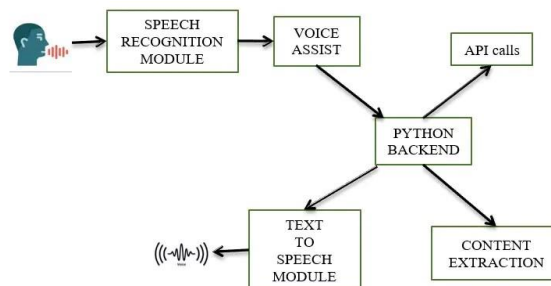 SPEECH
RECOGNITION
MODULE
VOICE
ASSIST
API calls
PYTHON
BACKEND
TEXT
TO
SPEECH
MODULE
CONTENT
EXTRACTION